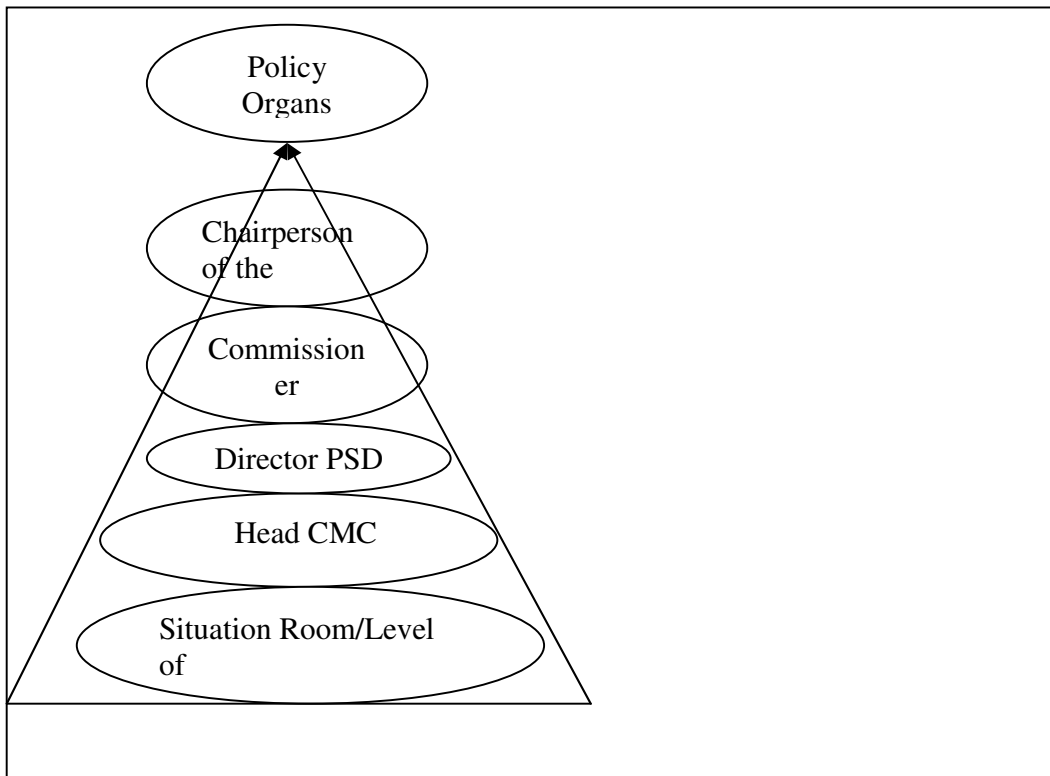 Policy
Organs
Chairperson
of the
Commission
er
Director PSD
Head CMC
Situation Room/Level
of